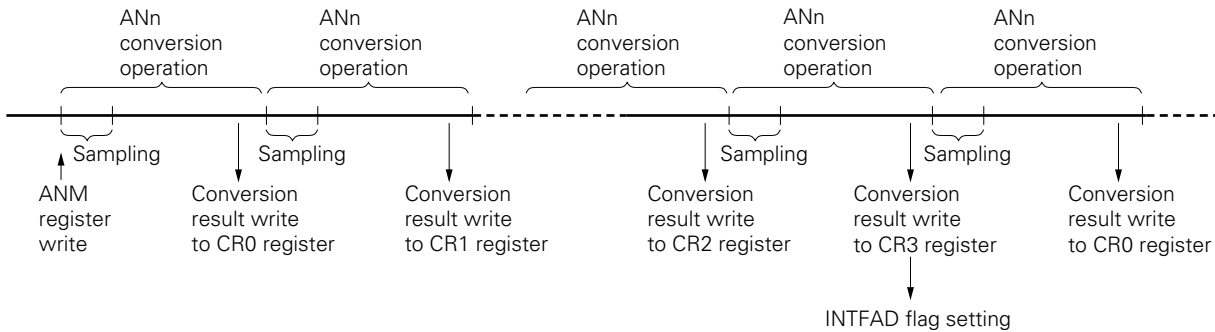 ANn
conversion
operation
ANn
conversion
operation
ANn
conversion
operation
ANn
conversion
operation
ANn
conversion
operation
Sampling
Sampling
Sampling
Sampling
ANM
register
write
Conversion
result write
to CR0 register
Conversion
result write
to CR1 register
Conversion
result write
to CR2 register
Conversion
result write
to CR3 register
Conversion
result write
to CR0 register
INTFAD flag setting